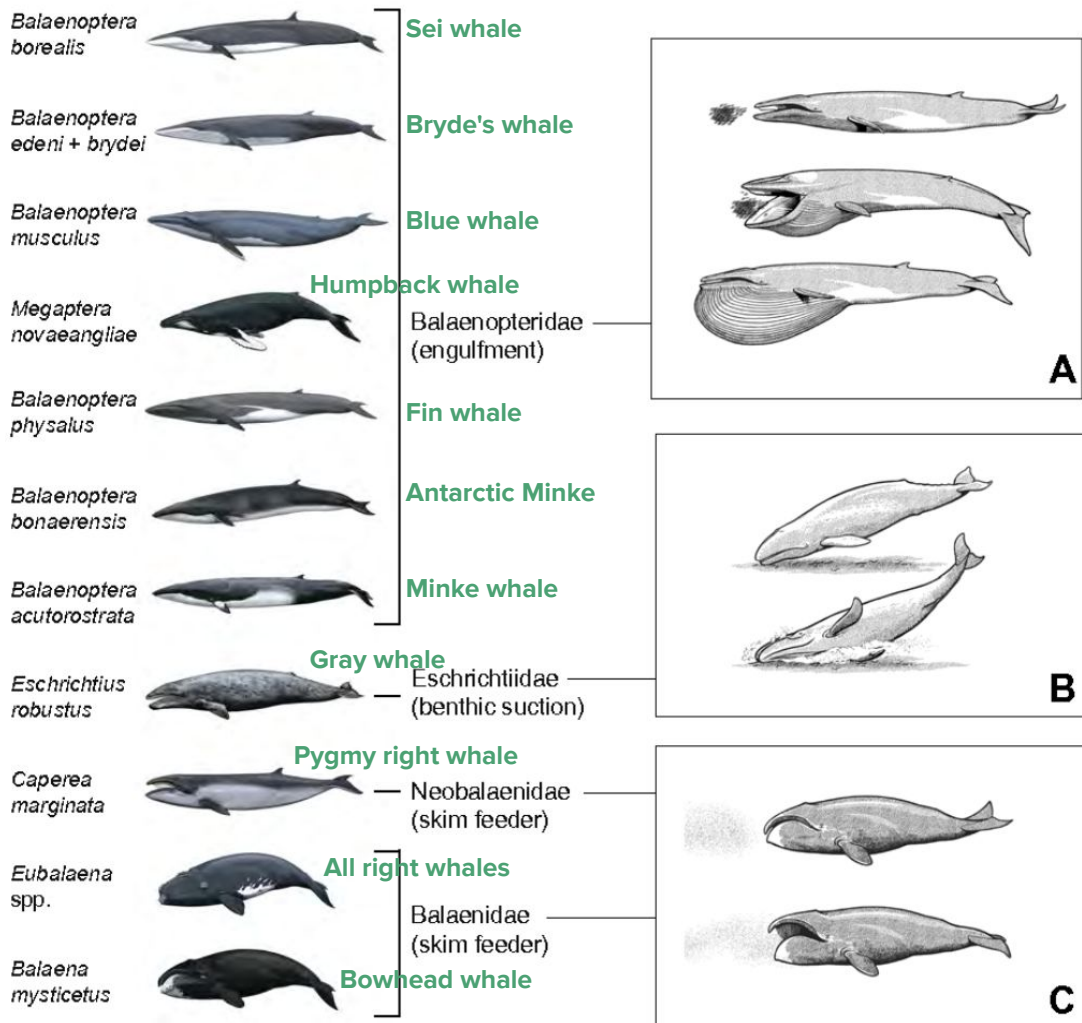 Balaenoptera
borealis
Sei whale
Balaenoptera
edeni + brydei
Bryde's whale
Balaenoptera
musculus
Blue whale
Megaptera
novaeangliae
Humpback whale
Balaenopteridae
(engulfment)
A
Balaenoptera
physalus
Fin whale
Balaenoptera
bonaerensis
Antarctic Minke
Balaenoptera
acutorostrata
Minke whale
Eschrichtius
robustus
Gray whale
Eschrichtiidae
(benthic suction)
B
Caperea
marginata
Pygmy right whale
Neobalaenidae
(skim feeder)
Eubalaena
spp.
All right whales
Balaenidae
(skim feeder)
Balaena
mysticetus
Bowhead whale
C